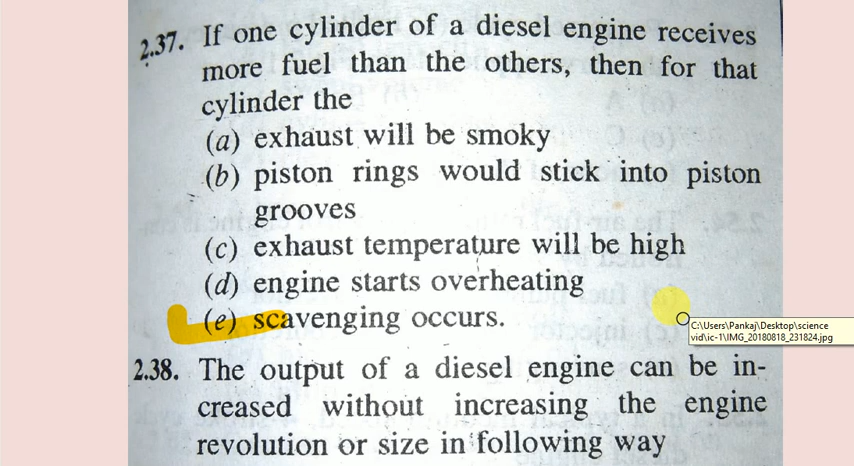 2.37. If one cylinder of a diesel engine receives
more fuel than the others, then for that
cylinder the
(a) exhaust will be smoky
(b) piston rings would stick into piston
grooves
(c) exhaust temperature will be high
(d) engine starts overheating
(e) scavenging occurs.
C:\Users\Pankaj\Desktop\science
vid\ic-1\IMG_20180818_231824.jpg
2.38. The output of a diesel engine can be in-
creased without increasing the engine
revolution or size in following way